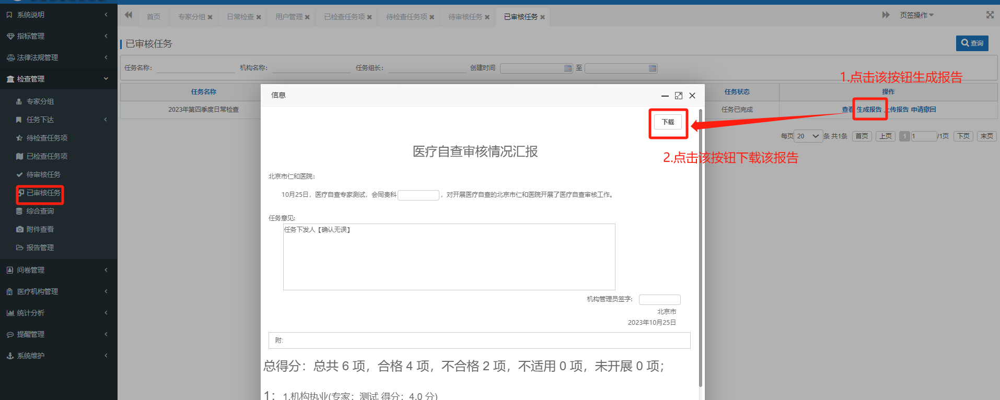 系统说明
指标管理
法律法规管理
检查管理
专家分组
任务下达
待检查任务项
已检查任务项
待审核任务
已审核任务
综合查询
附件查看
报告管理
问卷管理
医疗机构管理
统计分析
提醒管理
系统维护
首页 专家分组 日常检查 用户管理 已检查任务项 待检查任务项 待审核任务 已审核任务 页签操作
已审核任务 查询
任务名称： 机构名称： 任务组长： 创建时间 至
1.点击该按钮生成报告
任务名称 任务状态 操作
2023年第四季度日常检查 任务已完成 查看 生成报告 上传报告 申请撤回
每页 20 条 共1条 首页 上页 1 1 /1页 下页 末页
2.点击该按钮下载该报告
信息
下载
医疗自查审核情况汇报
北京市仁和医院：
10月25日，医疗自查专家测试，会同贵科 ，对开展医疗自查的北京市仁和医院开展了医疗自查审核工作。
任务意见:
任务下发人【确认无误】
机构管理员签字:
北京市
2023年10月25日
附:
总得分：总共 6 项，合格 4 项，不合格 2 项，不适用 0 项，未开展 0 项；
1： 1.机构执业(专家：测试 得分：4.0 分)